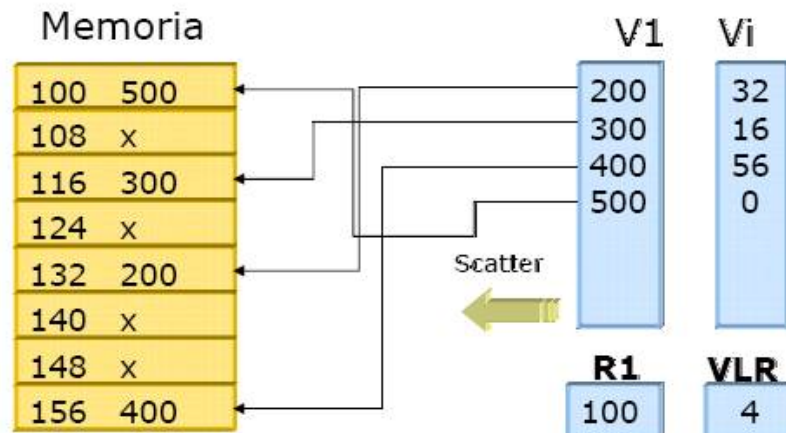 Memoria
100 500
108 x
116 300
124 x
132 200
140 x
148 x
156 400
Scatter
V1 Vi
200 32
300 16
400 56
500 0
R1 VLR
100 4